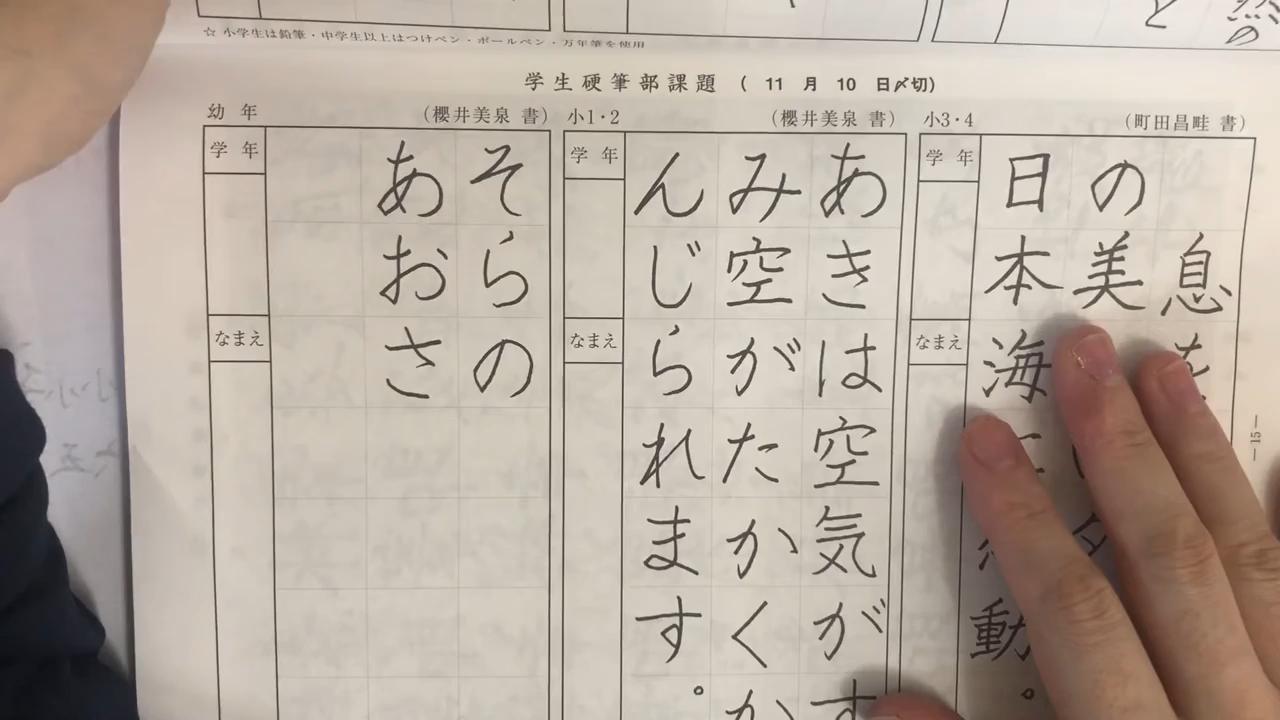 と
☆ 小学生は鉛筆・中学生以上はつけペン・ボールペン・万年筆を使用
学生硬筆部課題 ( 11 月 10 日〆切)
幼 年
(櫻井美泉 書)
学 年
なまえ
そらの
あおさ
小1・2
(櫻井美泉 書)
学 年
なまえ
あきは空気がす
み空がたかくか
んじられます。
小3・4
(町田昌畦 書)
学 年
なまえ
息を
の美
日本海
動。
—15—